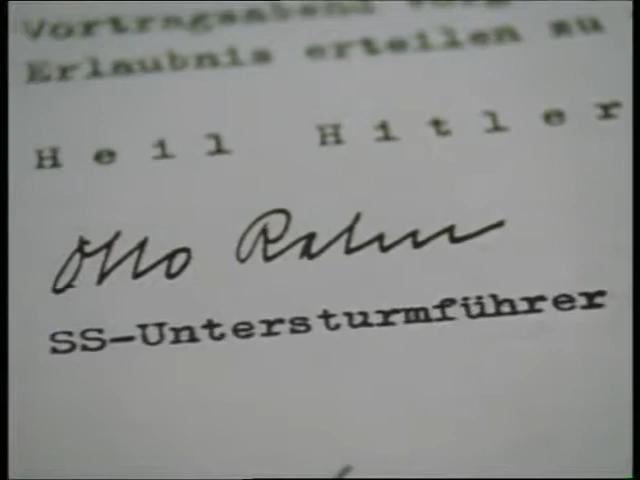 Vortragsabend
Erlaubnis erteilen zu
Heil Hitler
Otto Rahn
SS-Untersturmführer